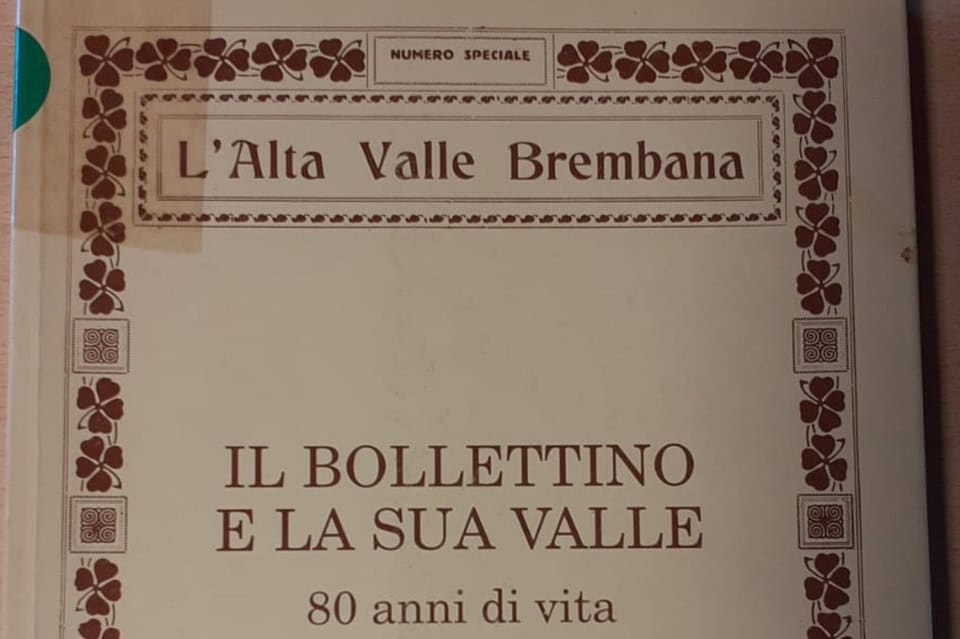 NUMERO SPECIALE
L'Alta Valle Brembana
IL BOLLETTINO
E LA SUA VALLE
80 anni di vita